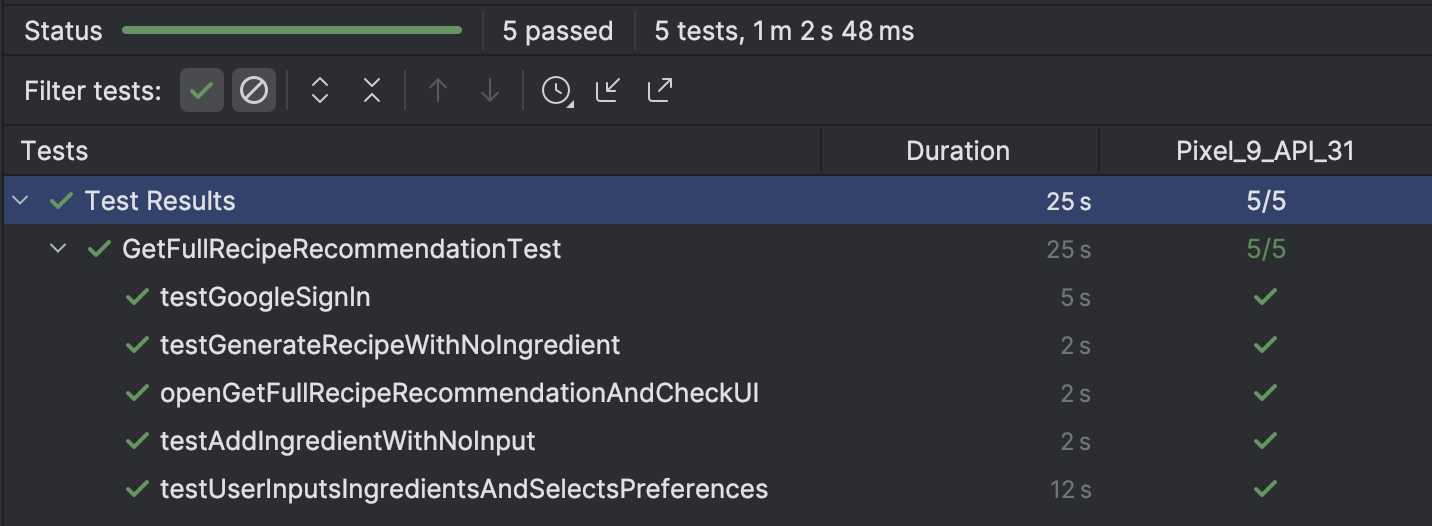 Status 5 passed 5 tests, 1 m 2 s 48 ms
Filter tests:
Tests Duration Pixel_9_API_31
Test Results 25 s 5/5
GetFullRecipeRecommendationTest 25 s 5/5
testGoogleSignIn 5 s
testGenerateRecipeWithNoIngredient 2 s
openGetFullRecipeRecommendationAndCheckUI 2 s
testAddIngredientWithNoInput 2 s
testUserInputsIngredientsAndSelectsPreferences 12 s